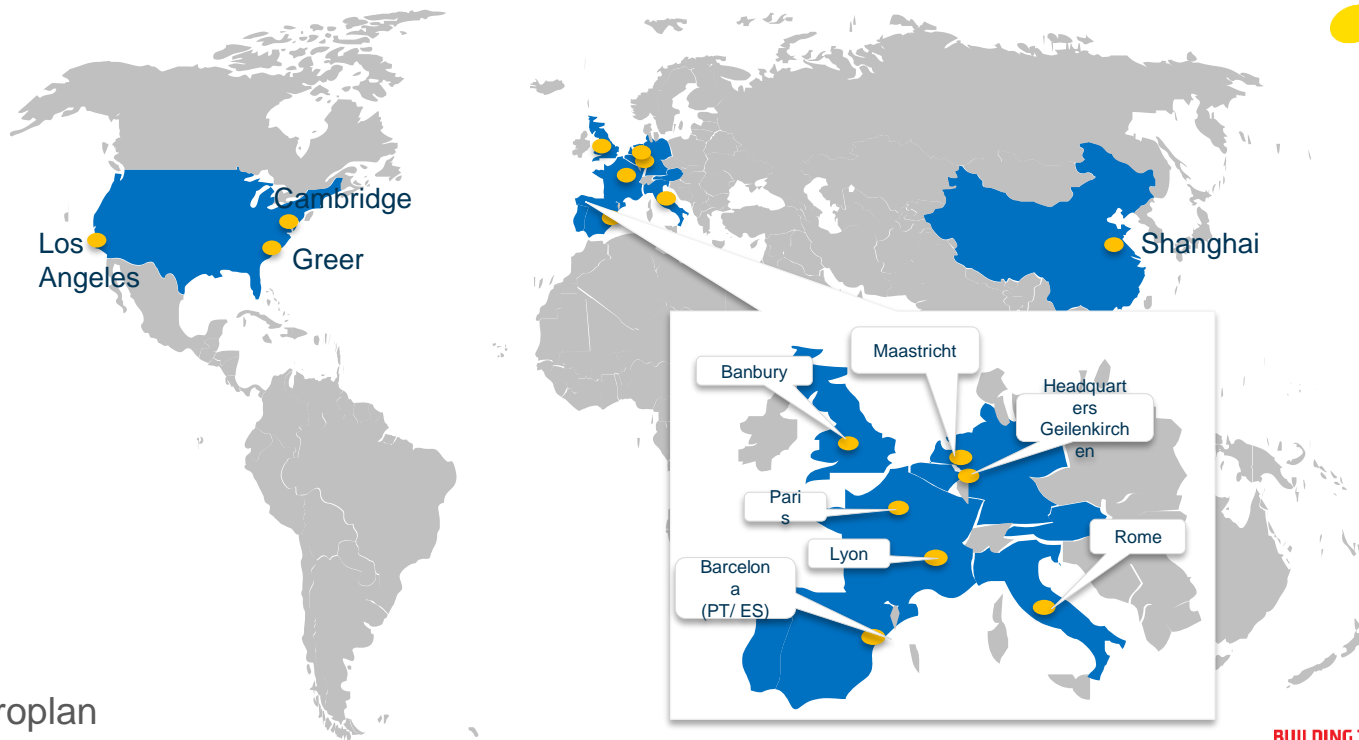 Cambridge
Los
Angeles
Greer
Shanghai
Banbury
Maastricht
Headquart
ers
Geilenkirch
en
Pari
s
Lyon
Rome
Barcelon
a
(PT/ ES)
roplan
BUILDING